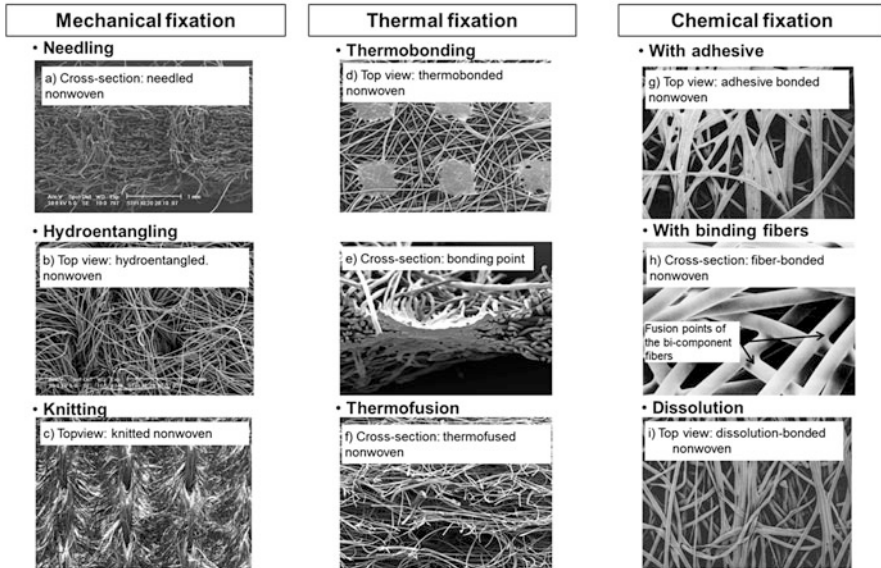 Mechanical fixation
Thermal fixation
Chemical fixation
• Needling
a) Cross-section: needled
nonwoven
• Hydroentangling
b) Top view: hydroentangled.
nonwoven
• Knitting
c) Topview: knitted nonwoven
• Thermobonding
d) Top view: thermobonded
nonwoven
e) Cross-section: bonding point
• Thermofusion
f) Cross-section: thermofused
nonwoven
• With adhesive
g) Top view: adhesive bonded
nonwoven
• With binding fibers
h) Cross-section: fiber-bonded
nonwoven
Fusion points of
the bi-component
fibers
• Dissolution
i) Top view: dissolution-bonded
nonwoven